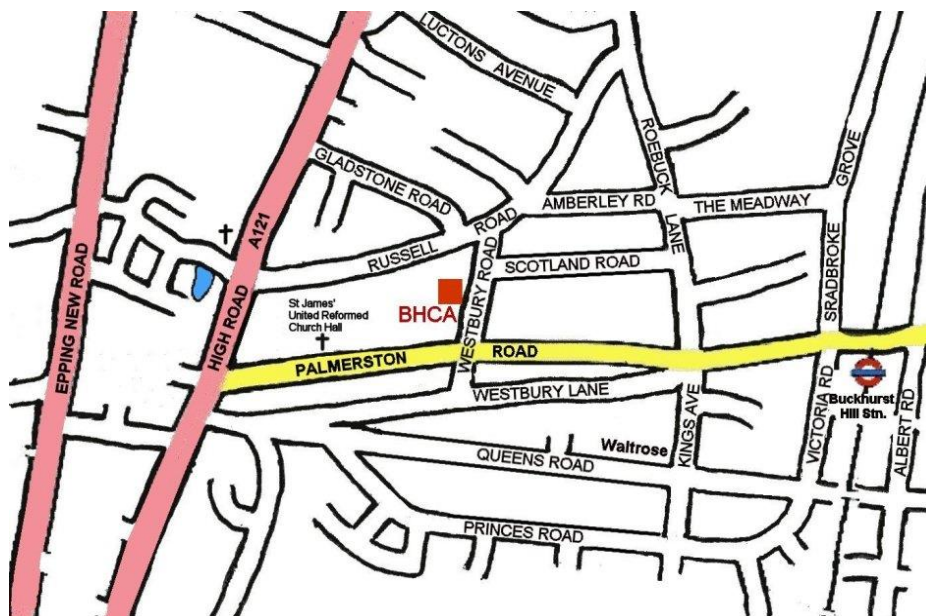 LUCTONS AVENUE
ROEBUCK LANE
GROVE
GLADSTONE ROAD
AMBERLEY RD
THE MEADWAY
A121
RUSSELL ROAD
SCOTLAND ROAD
WESTBURY ROAD
SRADBROKE
EPPING NEW ROAD
HIGH ROAD
St James'
United Reformed
Church Hall
BHCA
PALMERSTON ROAD
WESTBURY LANE
KINGS AVE
VICTORIA RD
Buckhurst
Hill Stn.
ALBERT RD
Waitrose
QUEENS ROAD
PRINCES ROAD